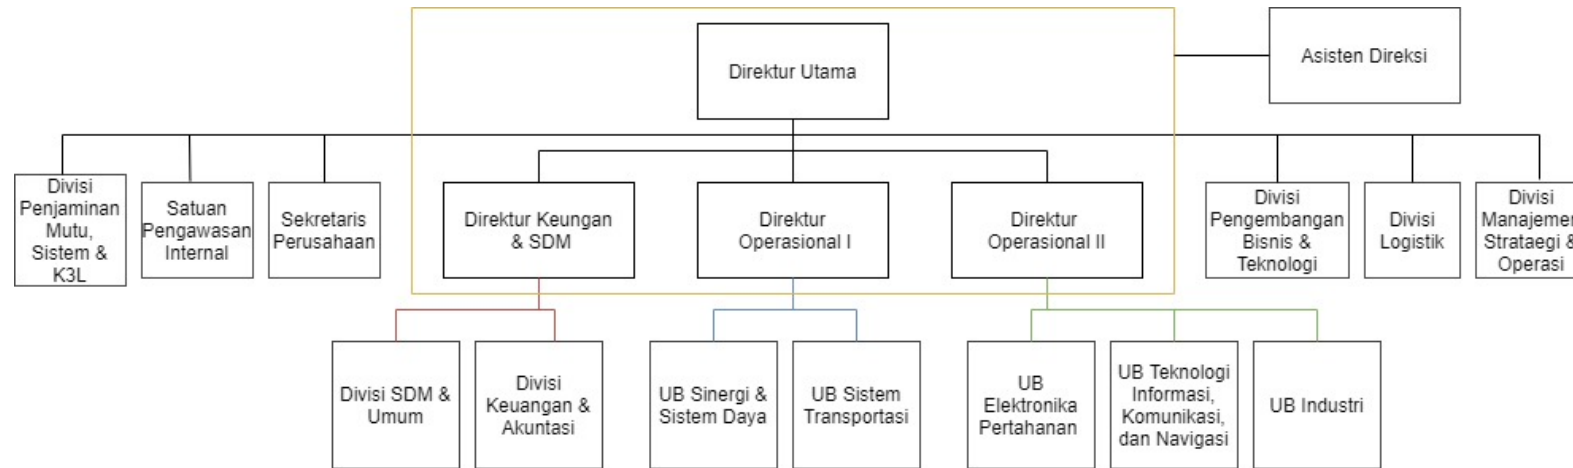 Direktur Utama
Asisten Direksi
Divisi
Penjaminan
Mutu,
Sistem &
K3L
Satuan
Pengawasan
Internal
Sekretaris
Perusahaan
Direktur Keungan
& SDM
Direktur
Operasional I
Direktur
Operasional II
Divisi
Pengembangan
Bisnis &
Teknologi
Divisi
Logistik
Divisi
Manajemer
Strataegi &
Operasi
Divisi SDM &
Umum
Divisi
Keuangan &
Akuntasi
UB Sinergi &
Sistem Daya
UB Sistem
Transportasi
UB
Elektronika
Pertahanan
UB Teknologi
Informasi,
Komunikasi,
dan Navigasi
UB Industri